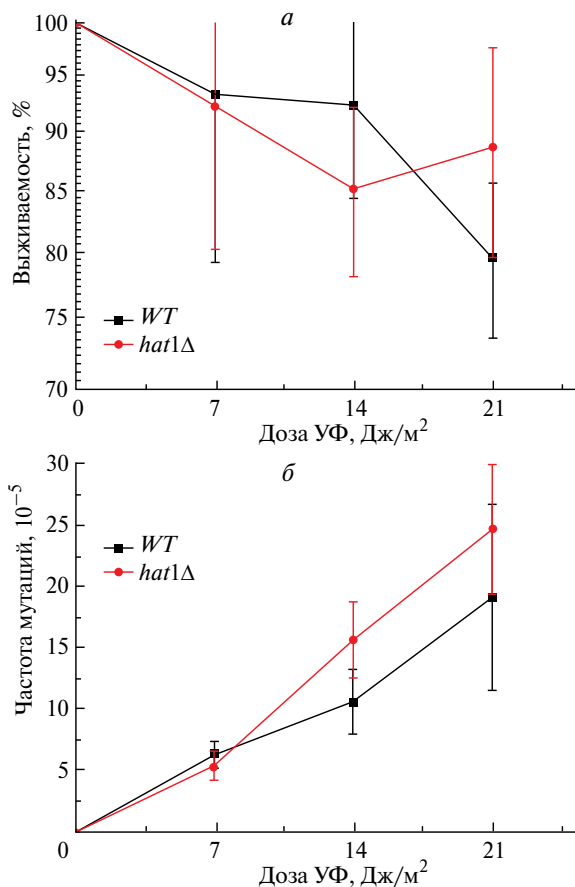 а
100
95
90
85
80
75
70
Выживаемость, %
WT
hat1Δ
0 7 14 21
Доза УФ, Дж/м²
б
30
25
20
15
10
5
Частота мутаций, 10⁻⁵
WT
hat1Δ
0 7 14 21
Доза УФ, Дж/м²